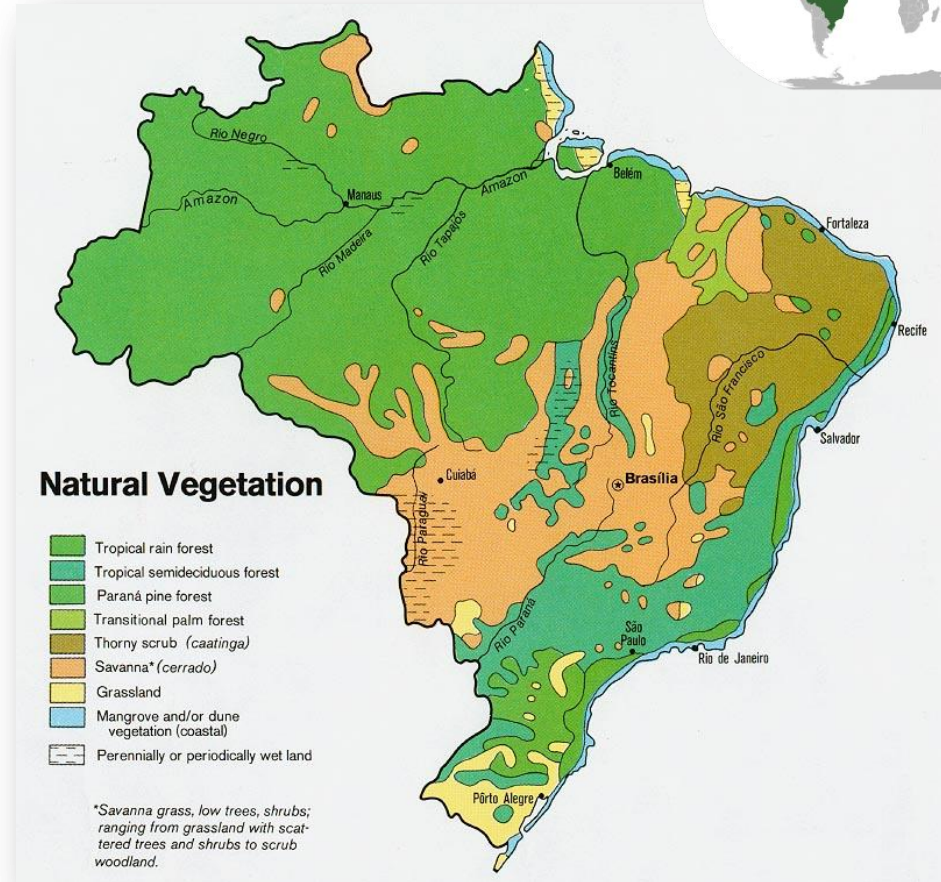 Rio Negro
Amazon
Manaus
Amazon
Belém
Rio Madeira
Rio Tapajós
Fortaleza
Recife
Rio Tocantins
Rio São Francisco
Salvador
Natural Vegetation
Cuiabá
Brasília
Rio Paraguai
Tropical rain forest
Tropical semideciduous forest
Paraná pine forest
Transitional palm forest
Thorny scrub (caatinga)
Savanna* (cerrado)
Grassland
Mangrove and/or dune
vegetation (coastal)
Perennially or periodically wet land
Rio Paraná
São
Paulo
Rio de Janeiro
Pôrto Alegre
*Savanna grass, low trees, shrubs;
ranging from grassland with scat-
tered trees and shrubs to scrub
woodland.